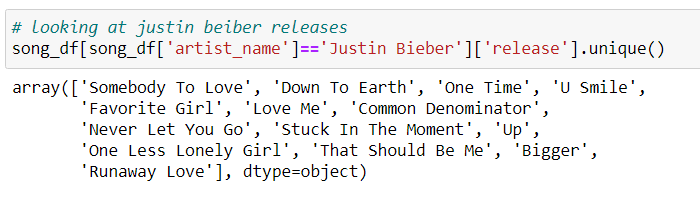 # looking at justin beiber releases
song_df[song_df['artist_name']=='Justin Bieber']['release'].unique()
array(['Somebody To Love', 'Down To Earth', 'One Time', 'U Smile',
'Favorite Girl', 'Love Me', 'Common Denominator',
'Never Let You Go', 'Stuck In The Moment', 'Up',
'One Less Lonely Girl', 'That Should Be Me', 'Bigger',
'Runaway Love'], dtype=object)